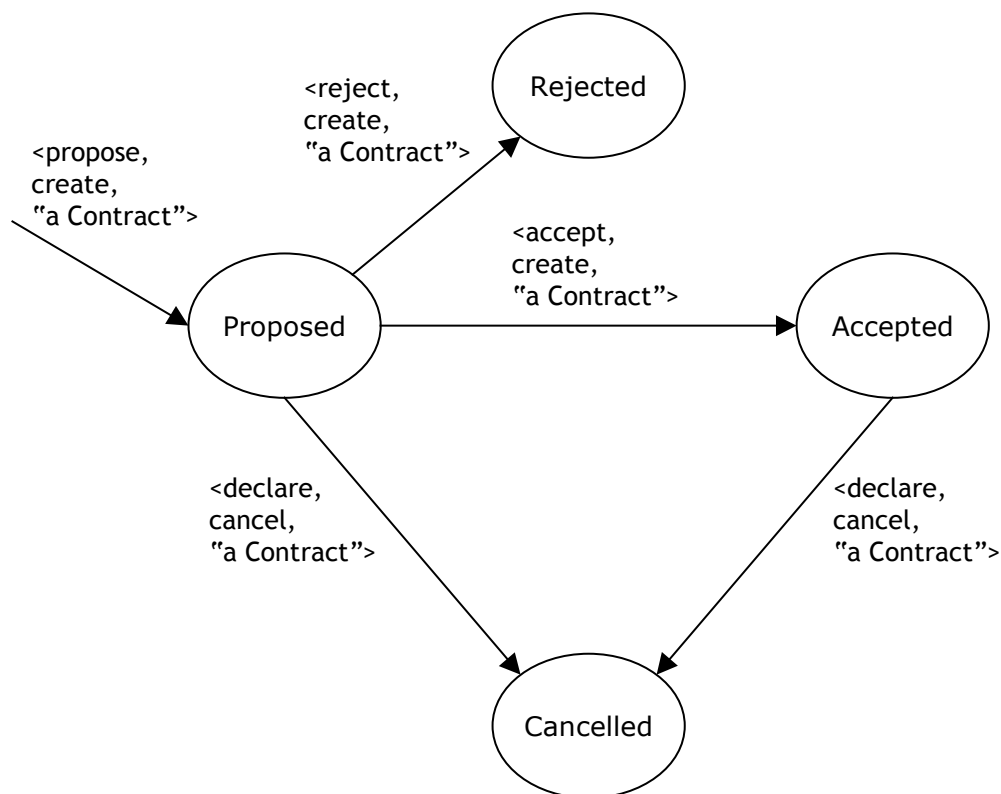 Rejected
<reject,
create,
“a Contract”>
<propose,
create,
“a Contract”>
<accept,
create,
“a Contract”>
Proposed
Accepted
<declare,
cancel,
“a Contract”>
<declare,
cancel,
“a Contract”>
Cancelled